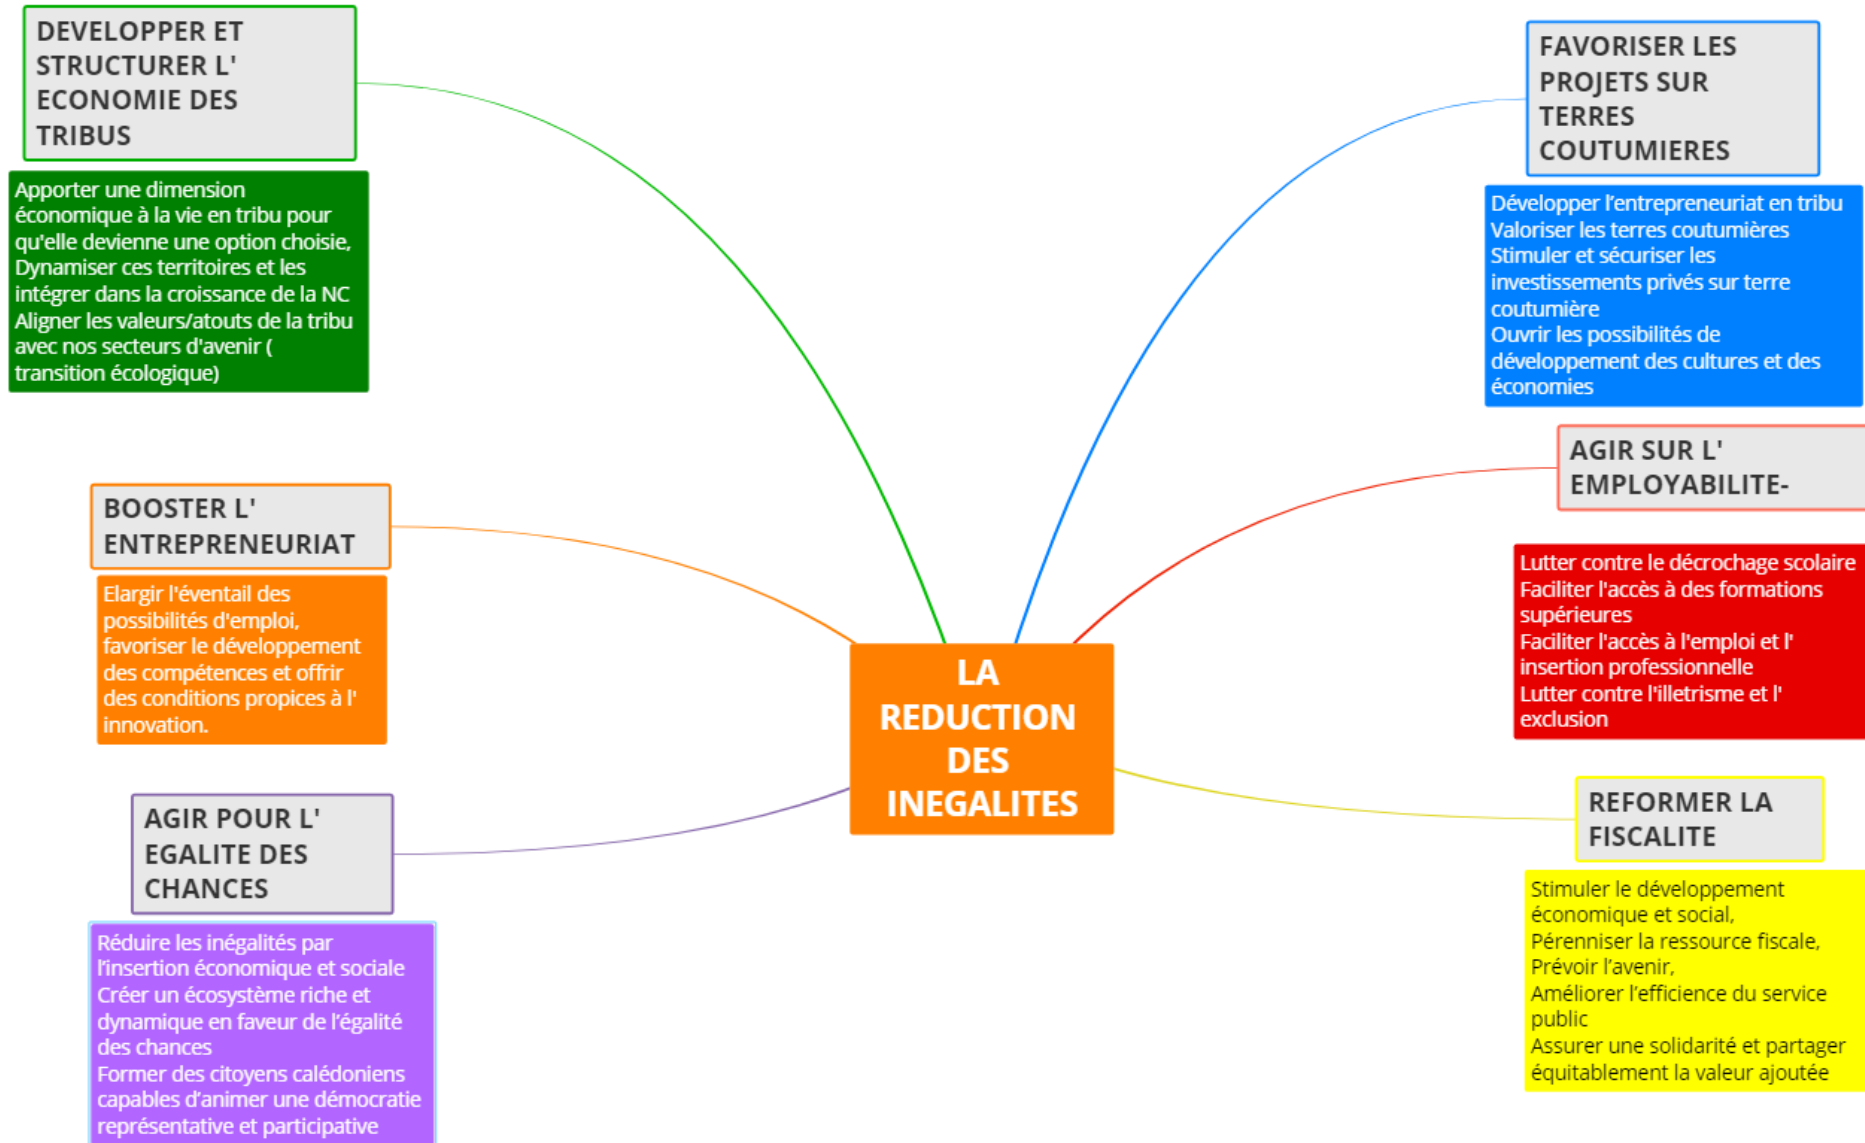 DEVELOPPER ET
STRUCTURER L'
ECONOMIE DES
TRIBUS
Apporter une dimension
économique à la vie en tribu pour
qu'elle devienne une option choisie,
Dynamiser ces territoires et les
intégrer dans la croissance de la NC
Aligner les valeurs/atouts de la tribu
avec nos secteurs d'avenir (
transition écologique)
BOOSTER L'
ENTREPRENEURIAT
Elargir l'éventail des
possibilités d'emploi,
favoriser le développement
des compétences et offrir
des conditions propices à l'
innovation.
AGIR POUR L'
EGALITE DES
CHANCES
Réduire les inégalités par
l’insertion économique et sociale
Créer un écosystème riche et
dynamique en faveur de l’égalité
des chances
Former des citoyens calédoniens
capables d’animer une démocratie
représentative et participative
LA
REDUCTION
DES
INEGALITES
FAVORISER LES
PROJETS SUR
TERRES
COUTUMIERES
Développer l’entrepreneuriat en tribu
Valoriser les terres coutumières
Stimuler et sécuriser les
investissements privés sur terre
coutumière
Ouvrir les possibilités de
développement des cultures et des
économies
AGIR SUR L'
EMPLOYABILITE-
Lutter contre le décrochage scolaire
Faciliter l'accès à des formations
supérieures
Faciliter l'accès à l'emploi et l'
insertion professionnelle
Lutter contre l'illetrisme et l'
exclusion
REFORMER LA
FISCALITE
Stimuler le développement
économique et social,
Pérenniser la ressource fiscale,
Prévoir l’avenir,
Améliorer l’efficience du service
public
Assurer une solidarité et partager
équitablement la valeur ajoutée